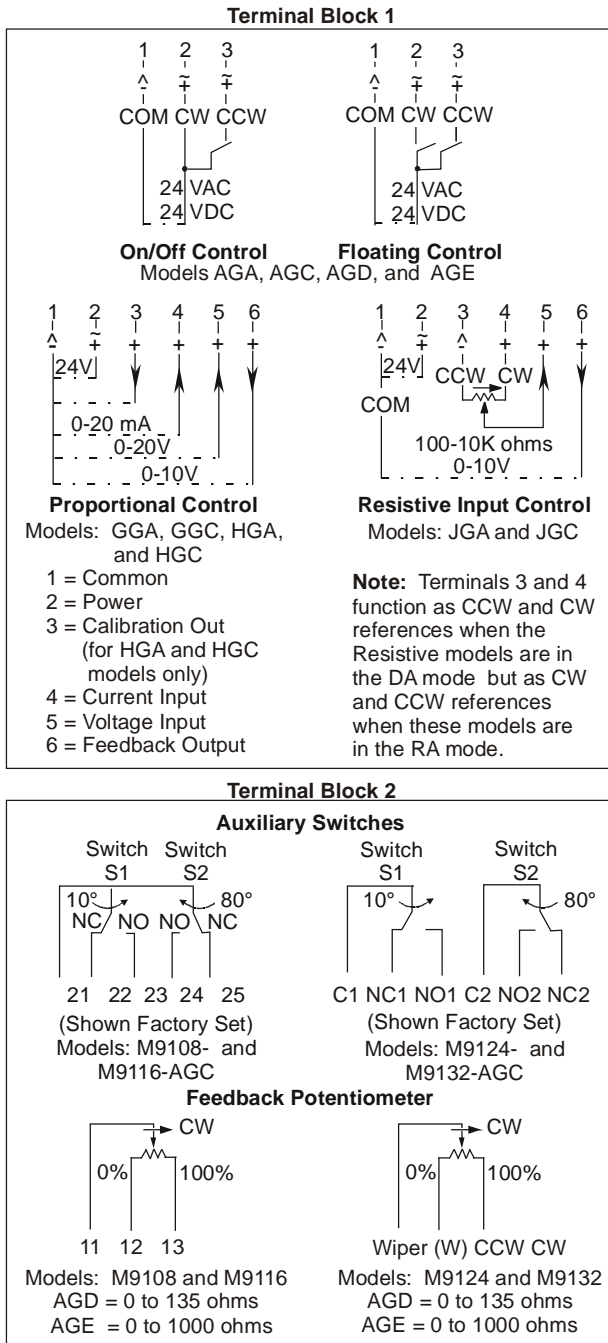 Terminal Block 1
1 2 3
COM CW CCW
24 VAC
24 VDC
On/Off Control
1 2 3
COM CW CCW
24 VAC
24 VDC
Floating Control
Models AGA, AGC, AGD, and AGE
1 2 3 4 5 6
24V
0-20 mA
0-20V
0-10V
Proportional Control
Models: GGA, GGC, HGA,
and HGC
1 = Common
2 = Power
3 = Calibration Out
(for HGA and HGC
models only)
4 = Current Input
5 = Voltage Input
6 = Feedback Output
1 2 3 4 5 6
24V
CCW CW
COM
100-10K ohms
0-10V
Resistive Input Control
Models: JGA and JGC
Note: Terminals 3 and 4
function as CCW and CW
references when the
Resistive models are in
the DA mode but as CW
and CCW references
when these models are
in the RA mode.
Terminal Block 2
Auxiliary Switches
Switch Switch
S1 S2
10° 80°
NC NO NO NC
21 22 23 24 25
(Shown Factory Set)
Models: M9108- and
M9116-AGC
Switch Switch
S1 S2
10° 80°
C1 NC1 NO1 C2 NO2 NC2
(Shown Factory Set)
Models: M9124- and
M9132-AGC
Feedback Potentiometer
CW
0% 100%
11 12 13
Models: M9108 and M9116
AGD = 0 to 135 ohms
AGE = 0 to 1000 ohms
CW
0% 100%
Wiper (W) CCW CW
Models: M9124 and M9132
AGD = 0 to 135 ohms
AGE = 0 to 1000 ohms